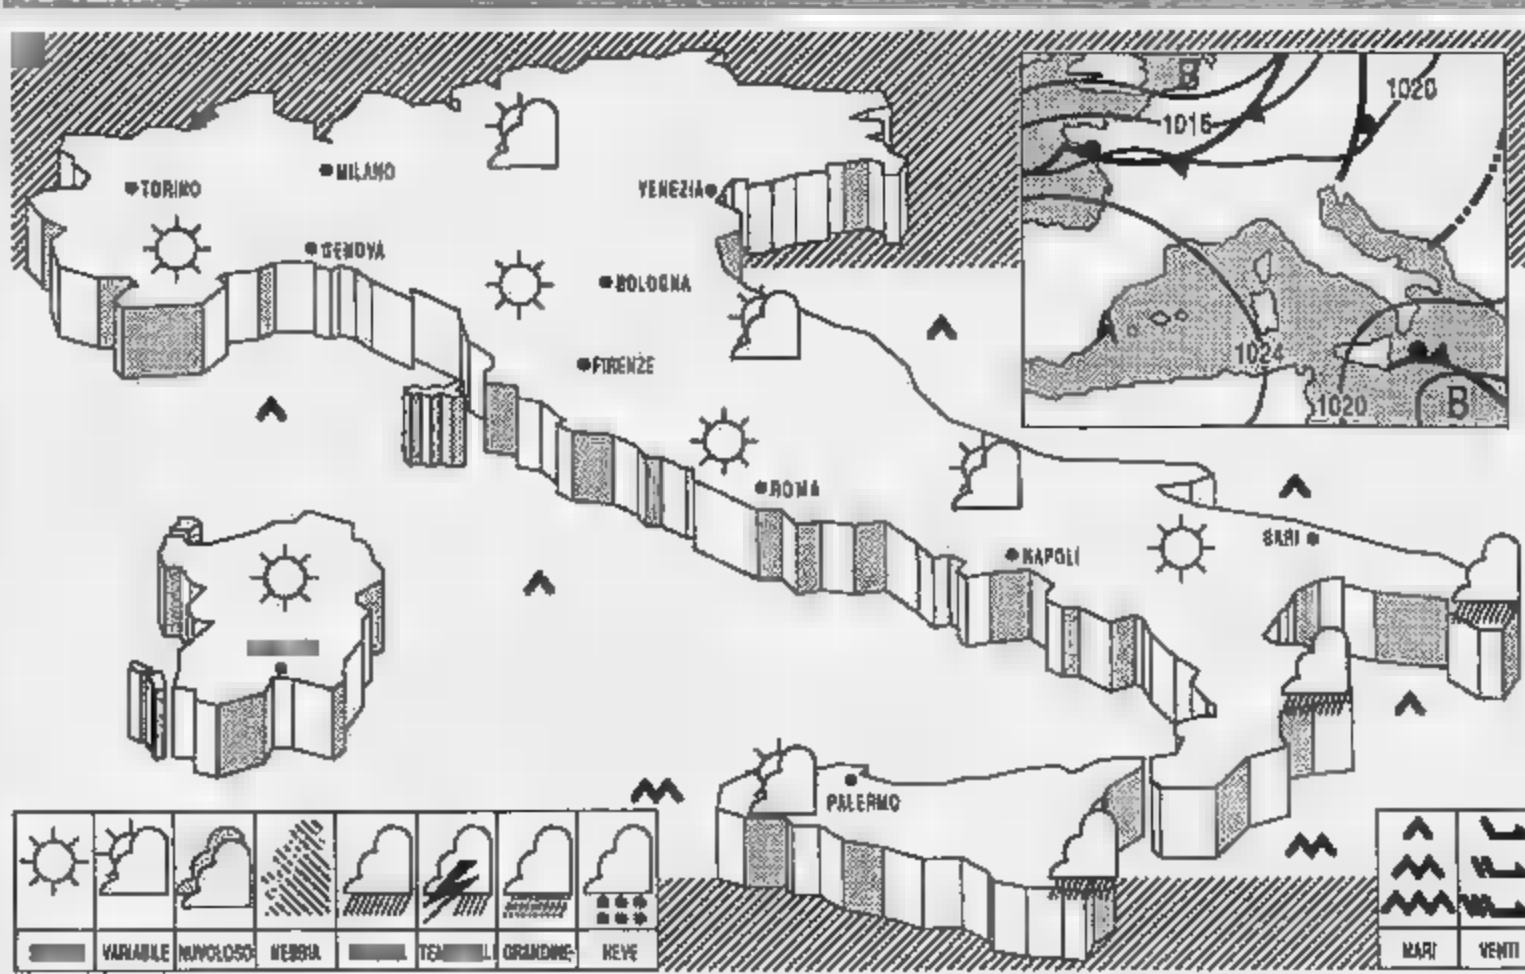 B
1020
1016
MILANO
TORINO
VENEZIA
GENOVA
BOLOGNA
FIRENZE
1024
1020
B
ROMA
BARI
NAPOLI
PALERMO
VARIABILE
NUVOLOSO
NEBBIA
GRANDINE
NEVE
MARI
VENTI